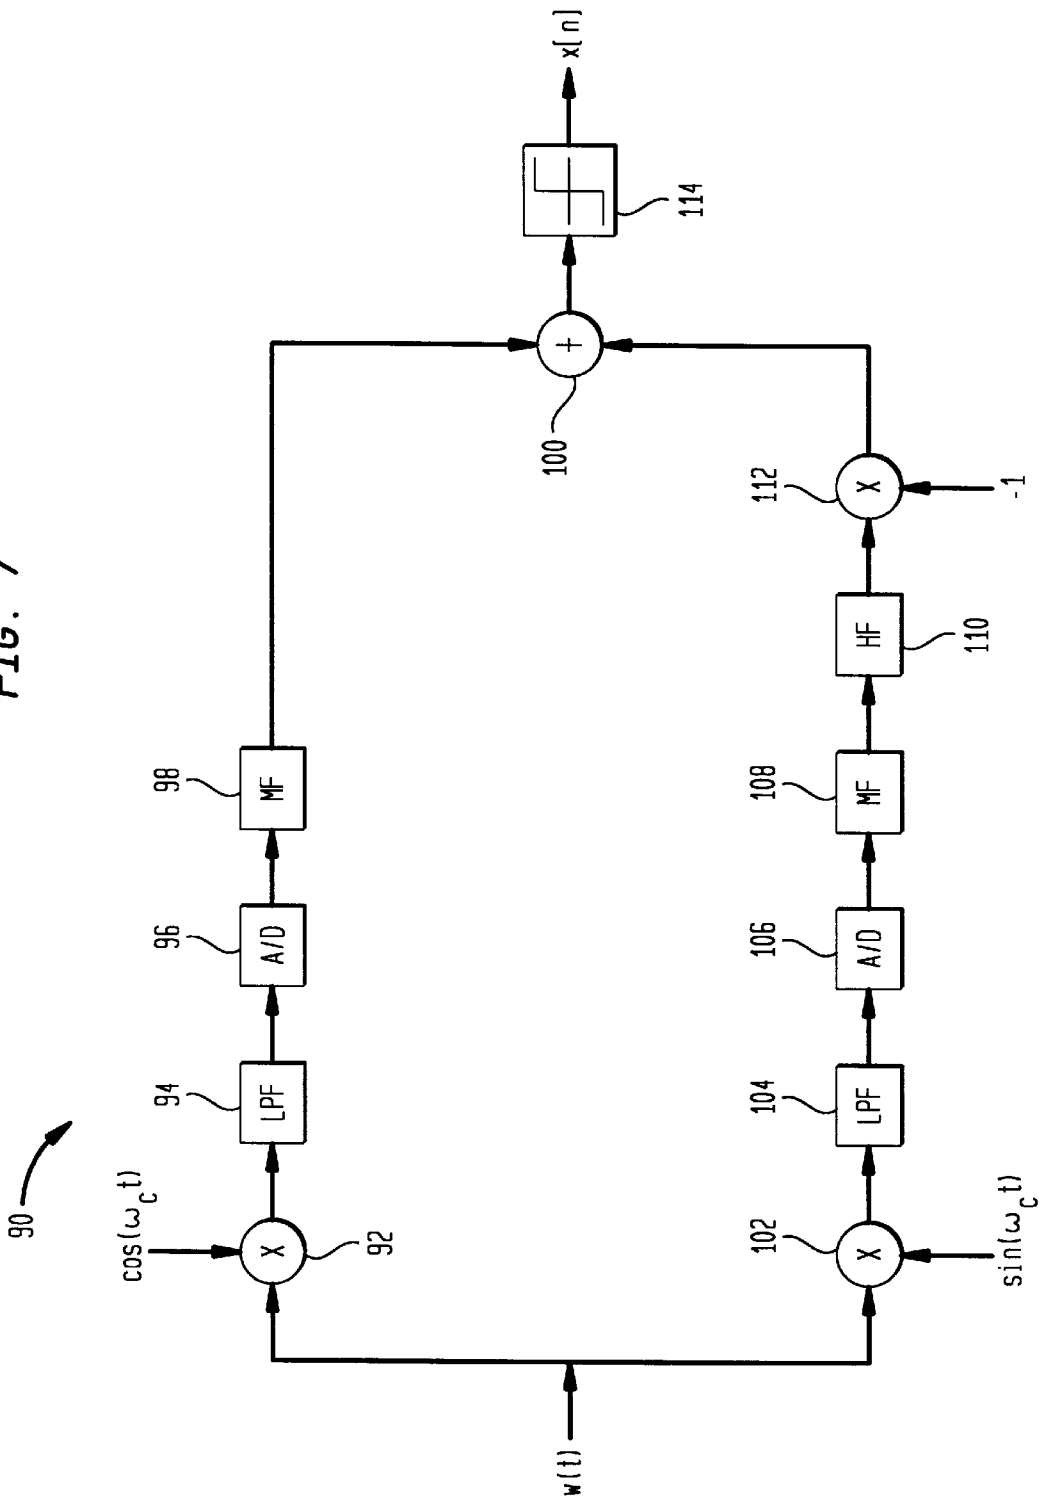 FIG. 7
90
cos(ω_c t)
X
92
94
LPF
96
A/D
98
MF
w(t)
100
+
114
x[n]
102
X
sin(ω_c t)
104
LPF
106
A/D
108
MF
HF
110
112
X
-1